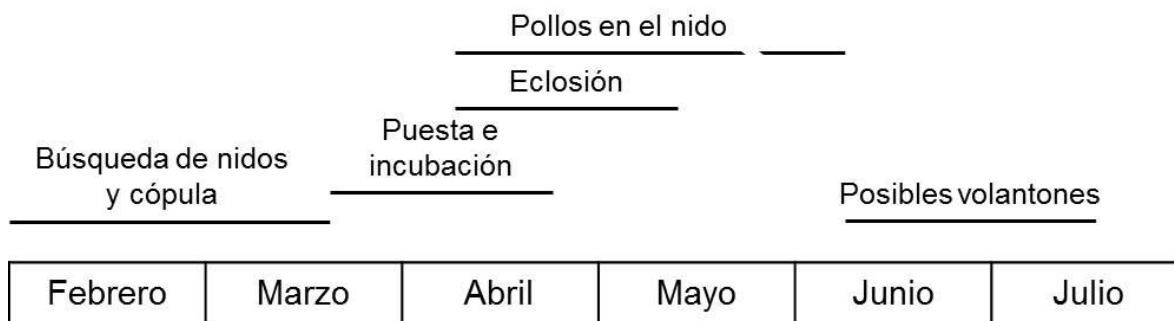 Pollos en el nido
Eclosión
Puesta e
incubación
Búsqueda de nidos
y cópula
Posibles volantones
Febrero Marzo Abril Mayo Junio Julio